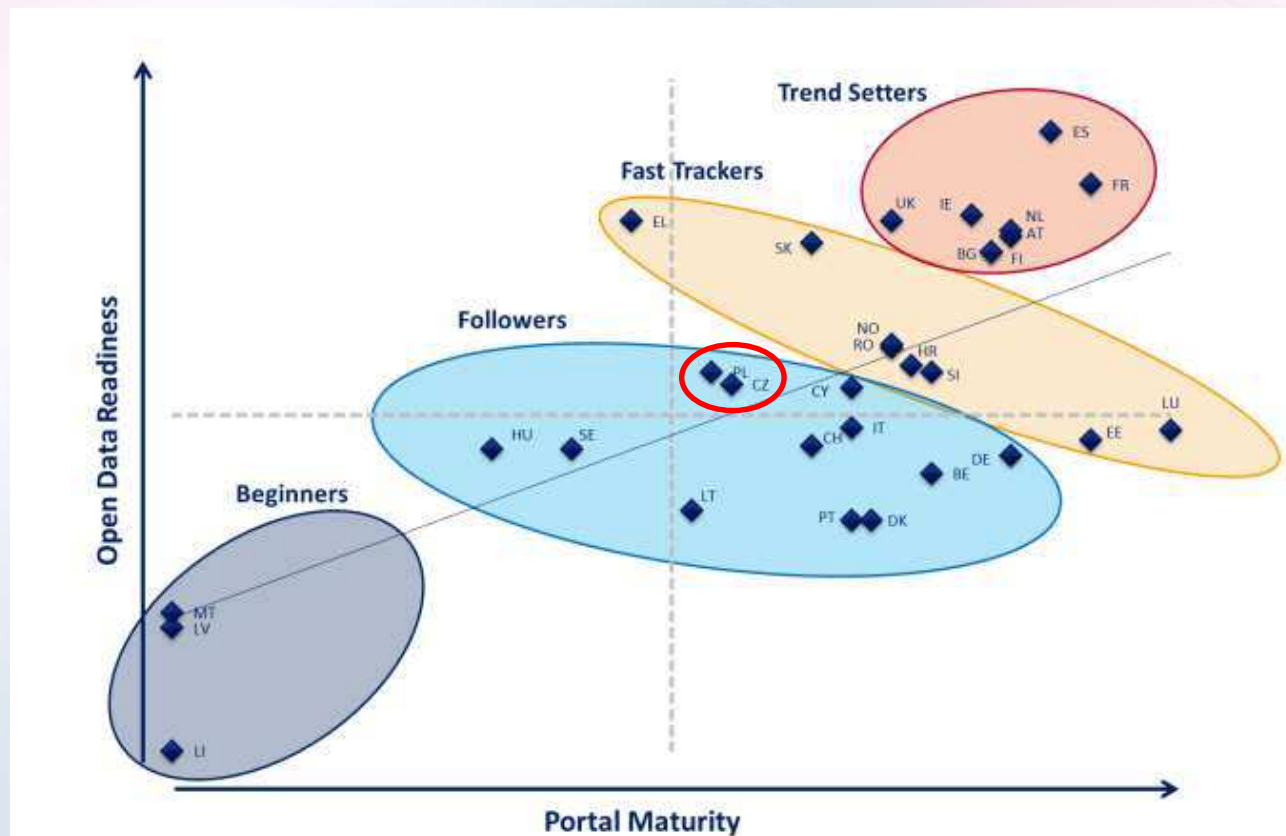 Trend Setters
ES
Fast Trackers
FR
UK
IE
EL
NL
AT
SK
BG
FI
Followers
NO
RO
HR
PL
SI
CZ
CY
LU
IT
HU
SE
CH
EE
DE
BE
Beginners
LT
PT
DK
MT
LV
LI
Open Data Readiness
Portal Maturity